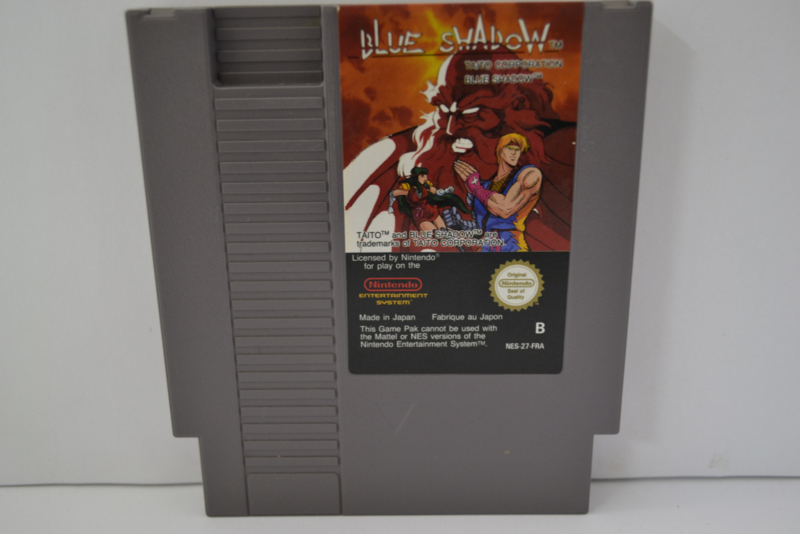 BLUE SHADOW™
TAITO CORPORATION
BLUE SHADOW™
TAITO™ and BLUE SHADOW™ are
trademarks of TAITO CORPORATION.
Licensed by Nintendo®
for play on the
Nintendo
ENTERTAINMENT
SYSTEM™
Original
Nintendo
Seal of
Quality
Made in Japan Fabrique au Japon
This Game Pak cannot be used with
the Mattel or NES versions of the
Nintendo Entertainment System™.
B
NES-27-FRA